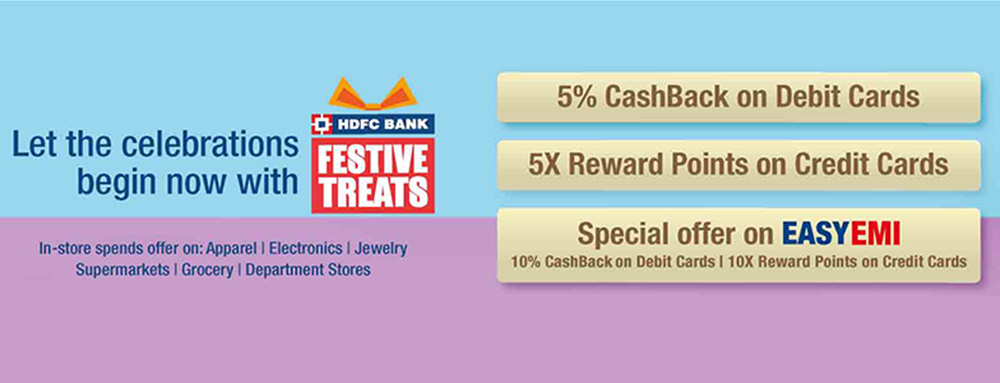 Let the celebrations
begin now with
HDFC BANK
FESTIVE
TREATS
In-store spends offer on: Apparel | Electronics | Jewelry
Supermarkets | Grocery | Department Stores
5% CashBack on Debit Cards
5X Reward Points on Credit Cards
Special offer on EASYEMI
10% CashBack on Debit Cards | 10X Reward Points on Credit Cards